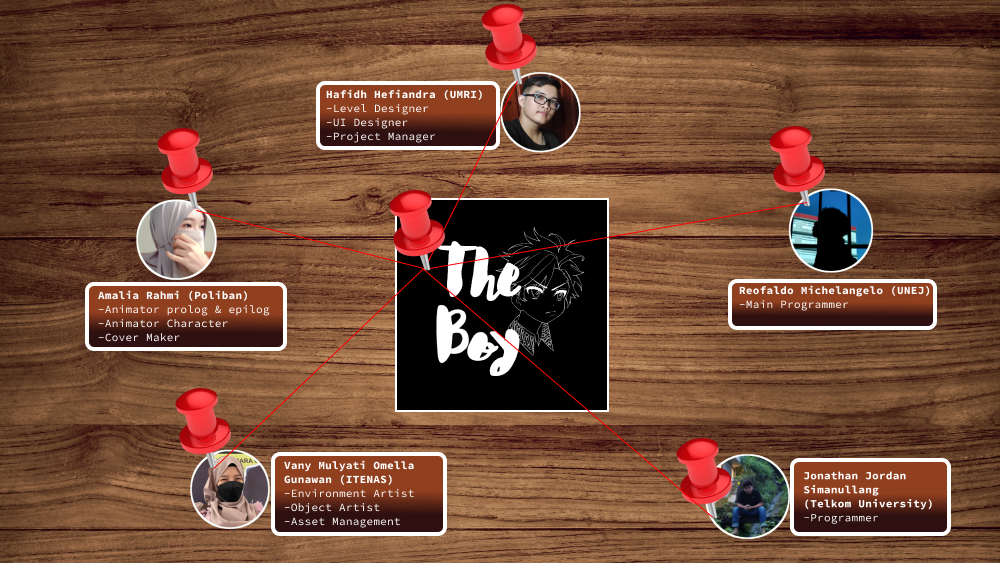 Hafidh Hefiandra (UMRI)
-Level Designer
-UI Designer
-Project Manager
Amalia Rahmi (Poliban)
-Animator prolog & epilog
-Animator Character
-Cover Maker
The
Boy
Reofaldo Michelangelo (UNEJ)
-Main Programmer
Vany Mulyati Omella
Gunawan (ITENAS)
-Environment Artist
-Object Artist
-Asset Management
Jonathan Jordan
Simanullang
(Telkom University)
-Programmer